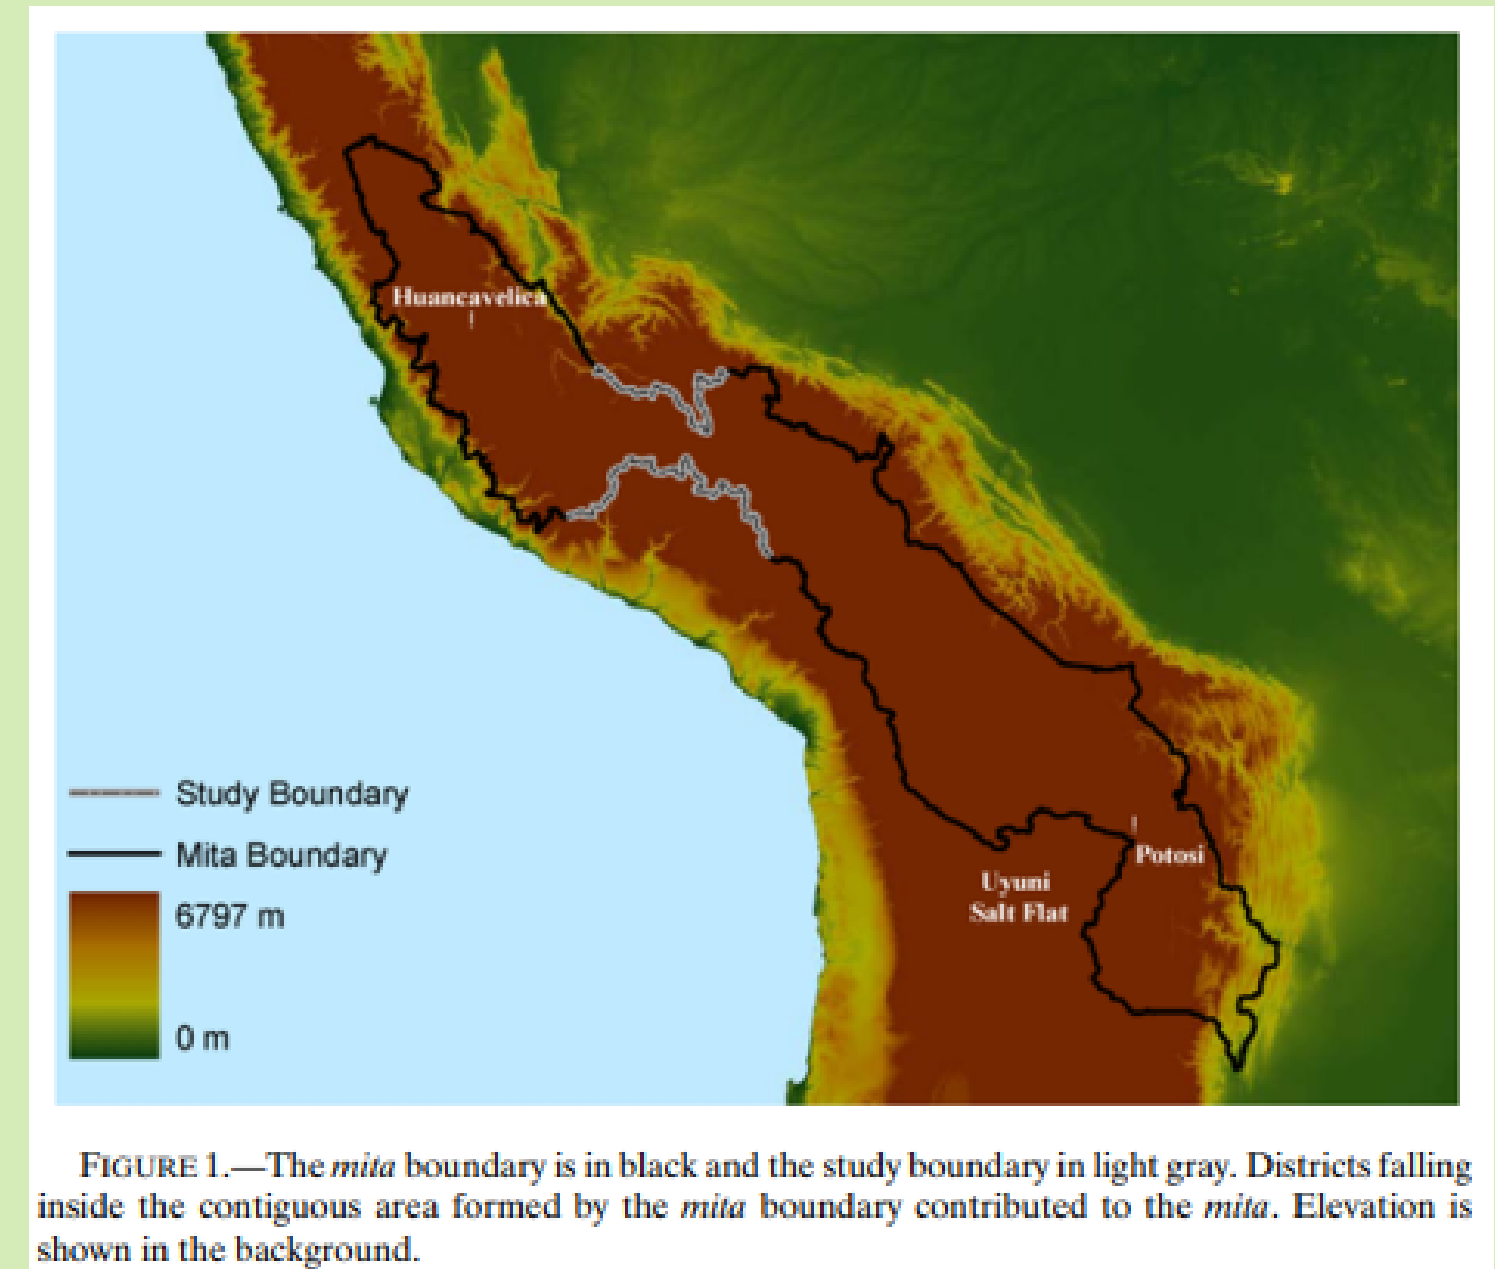 Huancavelica
Potosi
Uyuni
Salt Flat
Study Boundary
Mita Boundary
6797 m
0 m
FIGURE 1.—The mita boundary is in black and the study boundary in light gray. Districts falling
inside the contiguous area formed by the mita boundary contributed to the mita. Elevation is
shown in the background.